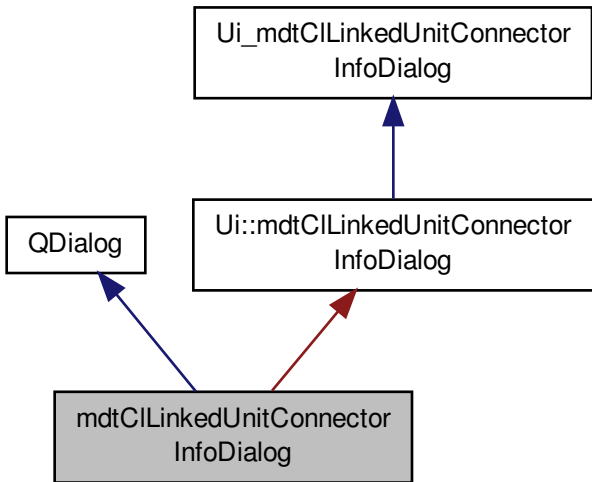 Ui_mdtClLinkedUnitConnector
InfoDialog
Ui::mdtClLinkedUnitConnector
InfoDialog
QDialog
mdtClLinkedUnitConnector
InfoDialog